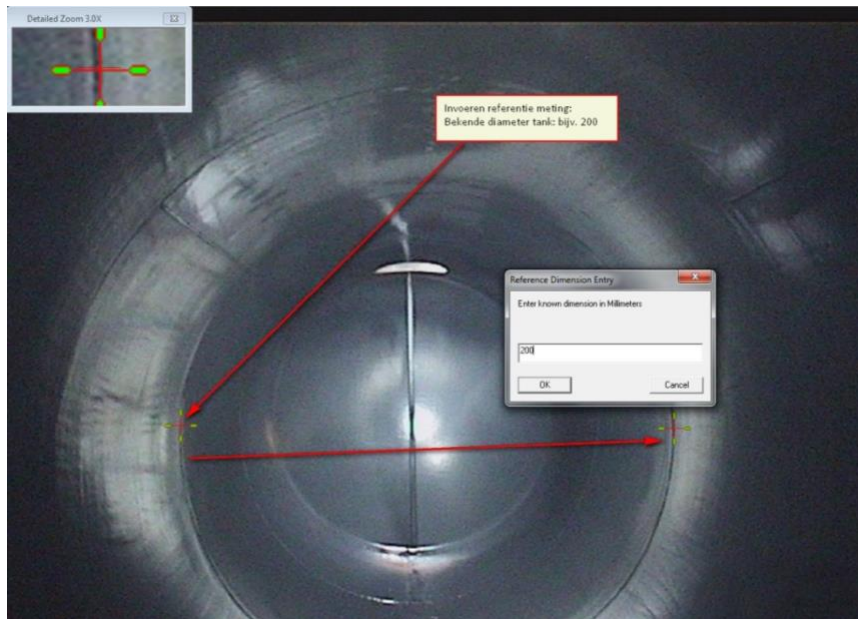 Detailed Zoom 3.0X
Invoeren referentie meting:
Bekende diameter tank: bijv. 200
Reference Dimension Entry
Enter known dimension in Millimeters
200
OK
Cancel